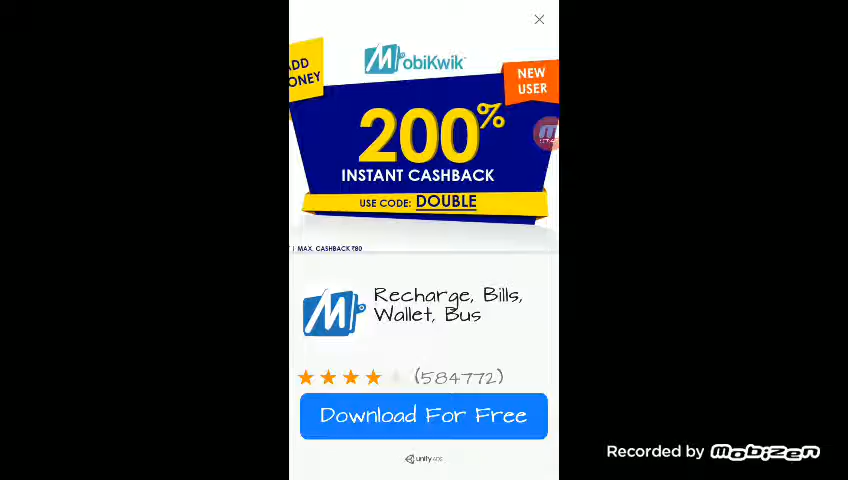 ADD
MONEY
MobiKwik
NEW
USER
200%
INSTANT CASHBACK
USE CODE: DOUBLE
MAX. CASHBACK ₹80
Recharge, Bills,
Wallet, Bus
(584772)
Download For Free
unity ADS
Recorded by Mobizen